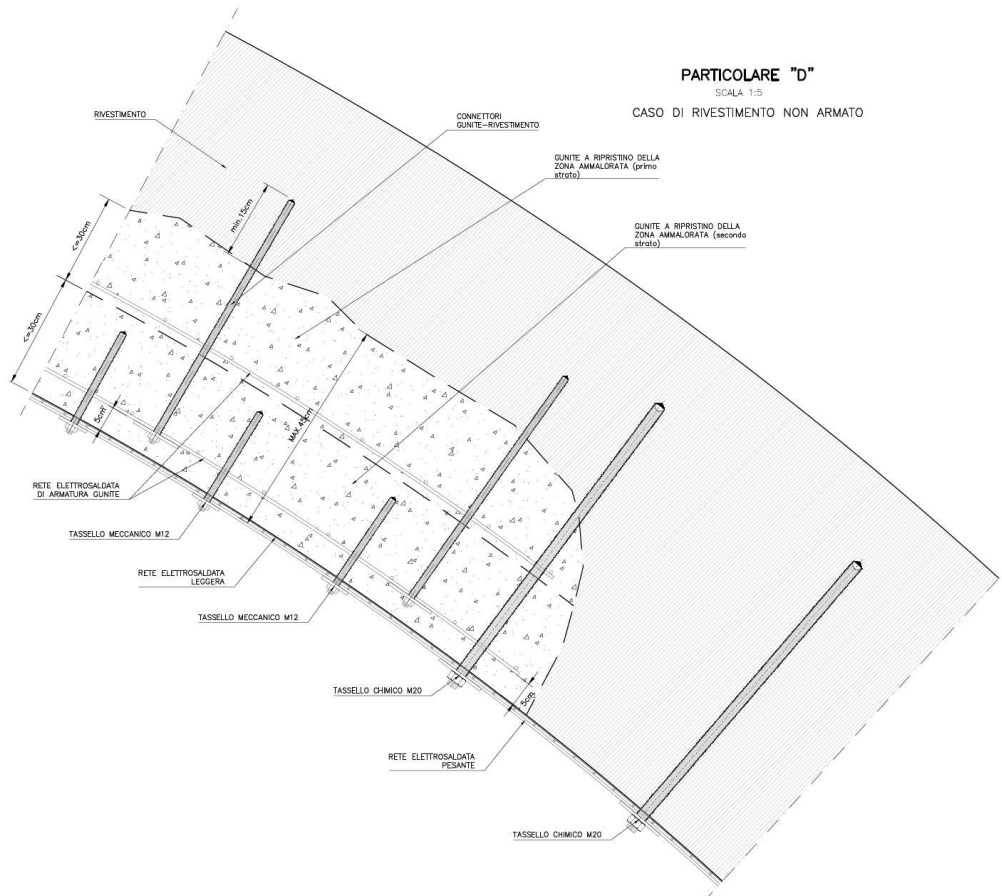 PARTICOLARE "D"
SCALA 1:5
CASO DI RIVESTIMENTO NON ARMATO
RIVESTIMENTO
CONNETTORI
GUNITE-RIVESTIMENTO
GUNITE A RIPRISTINO DELLA
ZONA AMMALORATA (primo
strato)
GUNITE A RIPRISTINO DELLA
ZONA AMMALORATA (secondo
strato)
min.15cm
<=30cm
<=30cm
5cm
MAX.45cm
RETE ELETTROSALDATA
DI ARMATURA GUNITE
TASSELLO MECCANICO M12
RETE ELETTROSALDATA
LEGGERA
TASSELLO MECCANICO M12
TASSELLO CHIMICO M20
5cm
RETE ELETTROSALDATA
PESANTE
TASSELLO CHIMICO M20